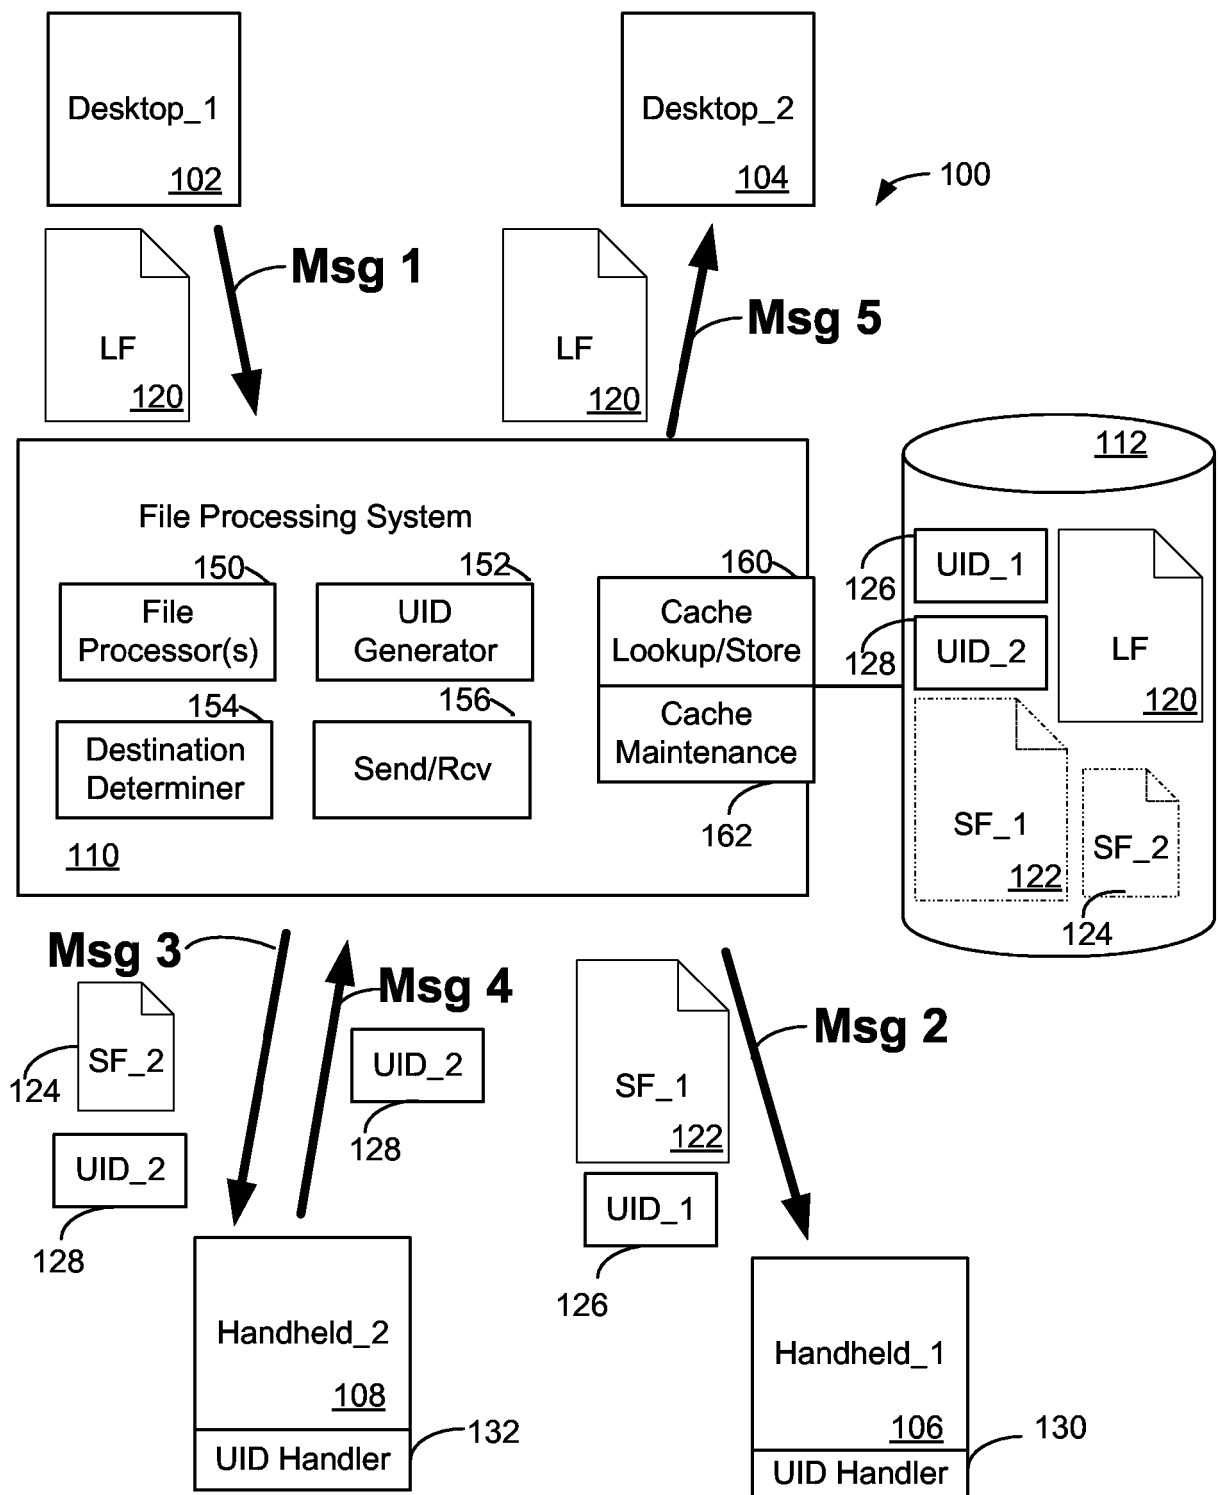 Desktop_1
102
Desktop_2
104
100
LF
120
Msg 1
LF
120
Msg 5
112
File Processing System
150
File
Processor(s)
152
UID
Generator
160
Cache
Lookup/Store
154
Destination
Determiner
156
Send/Rcv
Cache
Maintenance
162
110
126
UID_1
128
UID_2
LF
120
SF_1
122
SF_2
124
Msg 3
Msg 4
Msg 2
124
SF_2
UID_2
128
UID_2
128
SF_1
122
UID_1
126
Handheld_2
108
UID Handler
132
Handheld_1
106
UID Handler
130